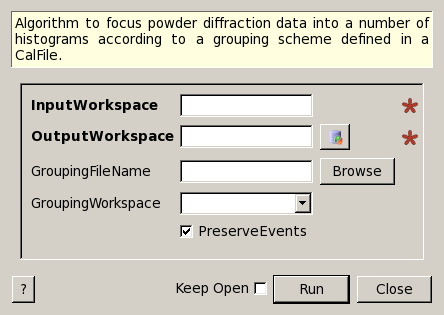 Algorithm to focus powder diffraction data into a number of
histograms according to a grouping scheme defined in a
CalFile.
InputWorkspace
OutputWorkspace
GroupingFileName Browse
GroupingWorkspace
PreserveEvents
? Keep Open Run Close